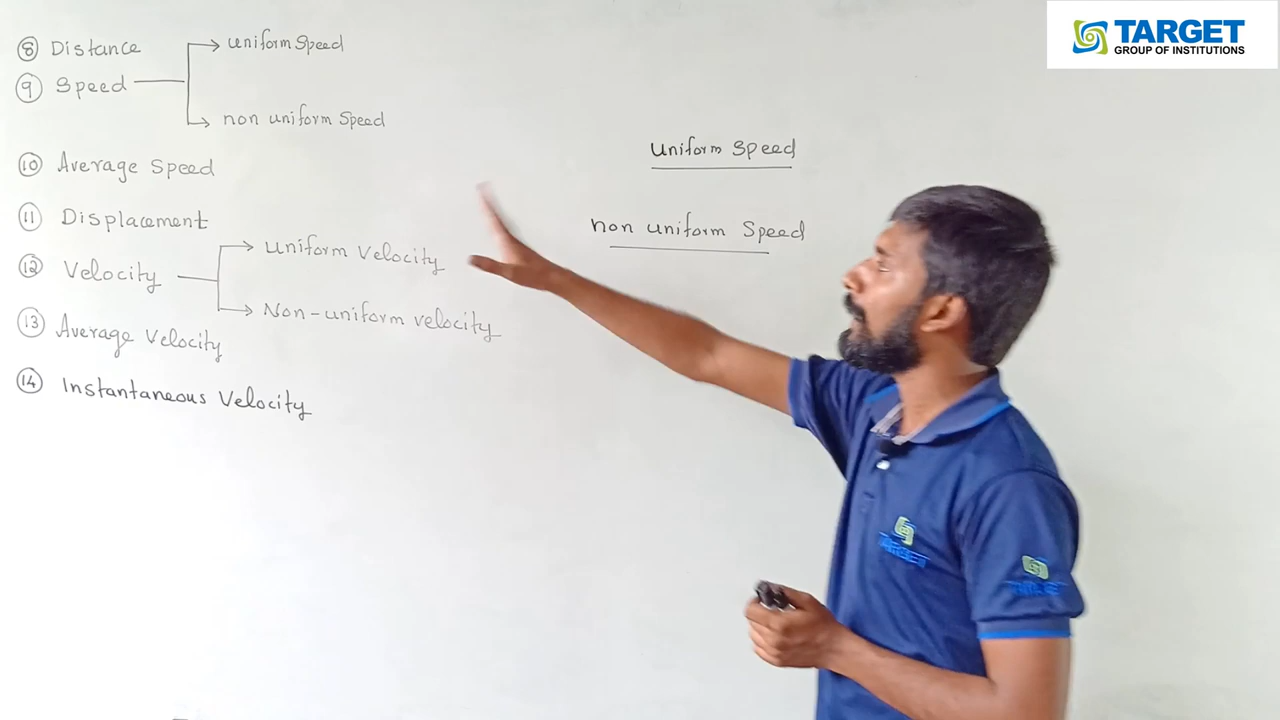 ⑧ Distance
⑨ Speed
uniform Speed
non uniform Speed
⑩ Average Speed
⑪ Displacement
⑫ Velocity
uniform Velocity
Non-uniform velocity
⑬ Average Velocity
⑭ Instantaneous Velocity
uniform Speed
non uniform Speed
TARGET
GROUP OF INSTITUTIONS
TARGET